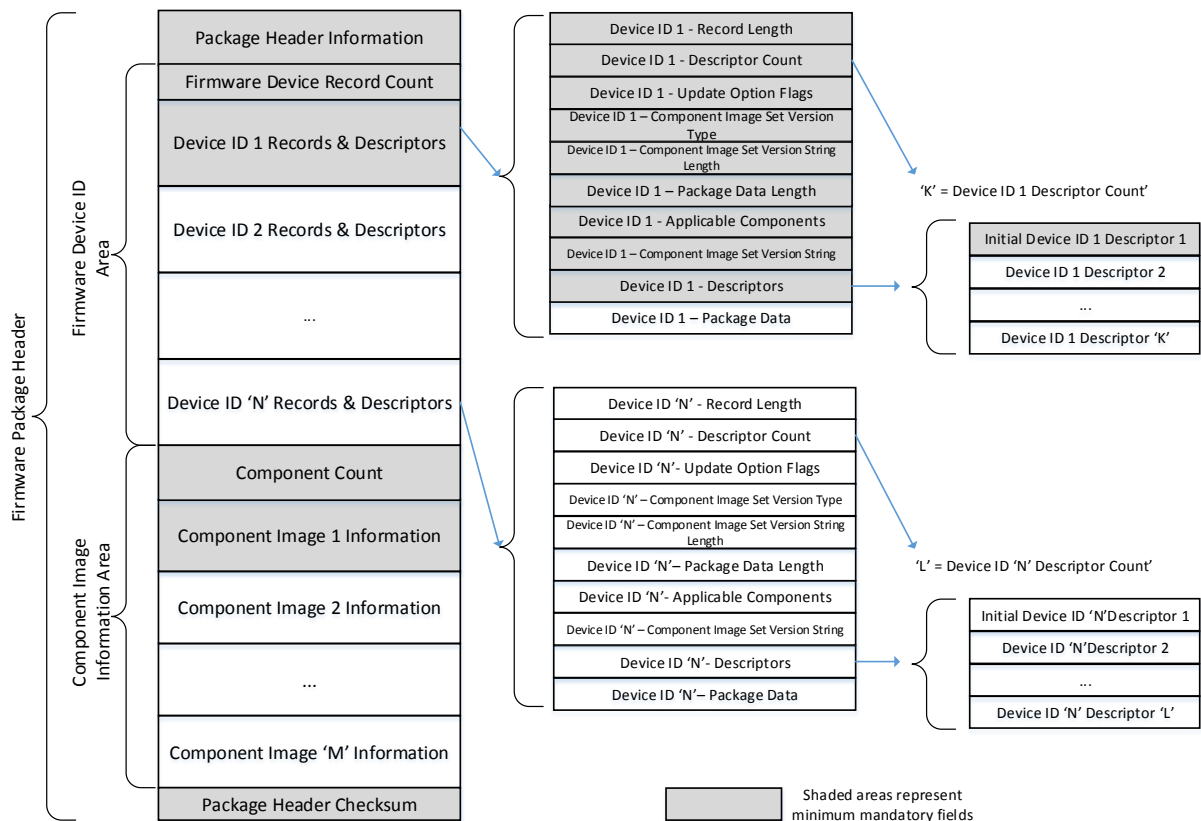 Firmware Package Header
Firmware Device ID
Area
Component Image
Information Area
Package Header Information
Firmware Device Record Count
Device ID 1 Records & Descriptors
Device ID 2 Records & Descriptors
...
Device ID ‘N’ Records & Descriptors
Component Count
Component Image 1 Information
Component Image 2 Information
...
Component Image ‘M’ Information
Package Header Checksum
Device ID 1 - Record Length
Device ID 1 - Descriptor Count
Device ID 1 - Update Option Flags
Device ID 1 – Component Image Set Version
Type
Device ID 1 – Component Image Set Version String
Length
Device ID 1 – Package Data Length
Device ID 1 - Applicable Components
Device ID 1 – Component Image Set Version String
Device ID 1 - Descriptors
Device ID 1 – Package Data
‘K’ = Device ID 1 Descriptor Count’
Initial Device ID 1 Descriptor 1
Device ID 1 Descriptor 2
...
Device ID 1 Descriptor ‘K’
Device ID ‘N’ - Record Length
Device ID ‘N’ - Descriptor Count
Device ID ‘N’- Update Option Flags
Device ID ‘N’ – Component Image Set Version Type
Device ID ‘N’ – Component Image Set Version String
Length
Device ID ‘N’– Package Data Length
Device ID ‘N’- Applicable Components
Device ID ‘N’ – Component Image Set Version String
Device ID ‘N’- Descriptors
Device ID ‘N’– Package Data
‘L’ = Device ID ‘N’ Descriptor Count’
Initial Device ID ‘N’Descriptor 1
Device ID ‘N’Descriptor 2
...
Device ID ‘N’ Descriptor ‘L’
Shaded areas represent
minimum mandatory fields